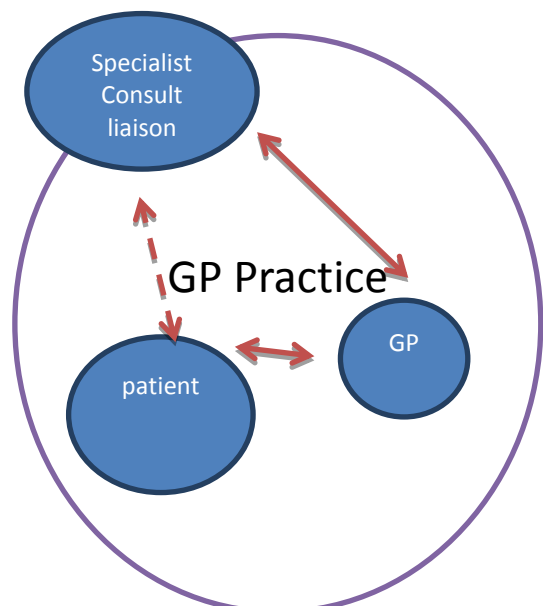 Specialist
Consult
liaison
GP Practice
GP
patient